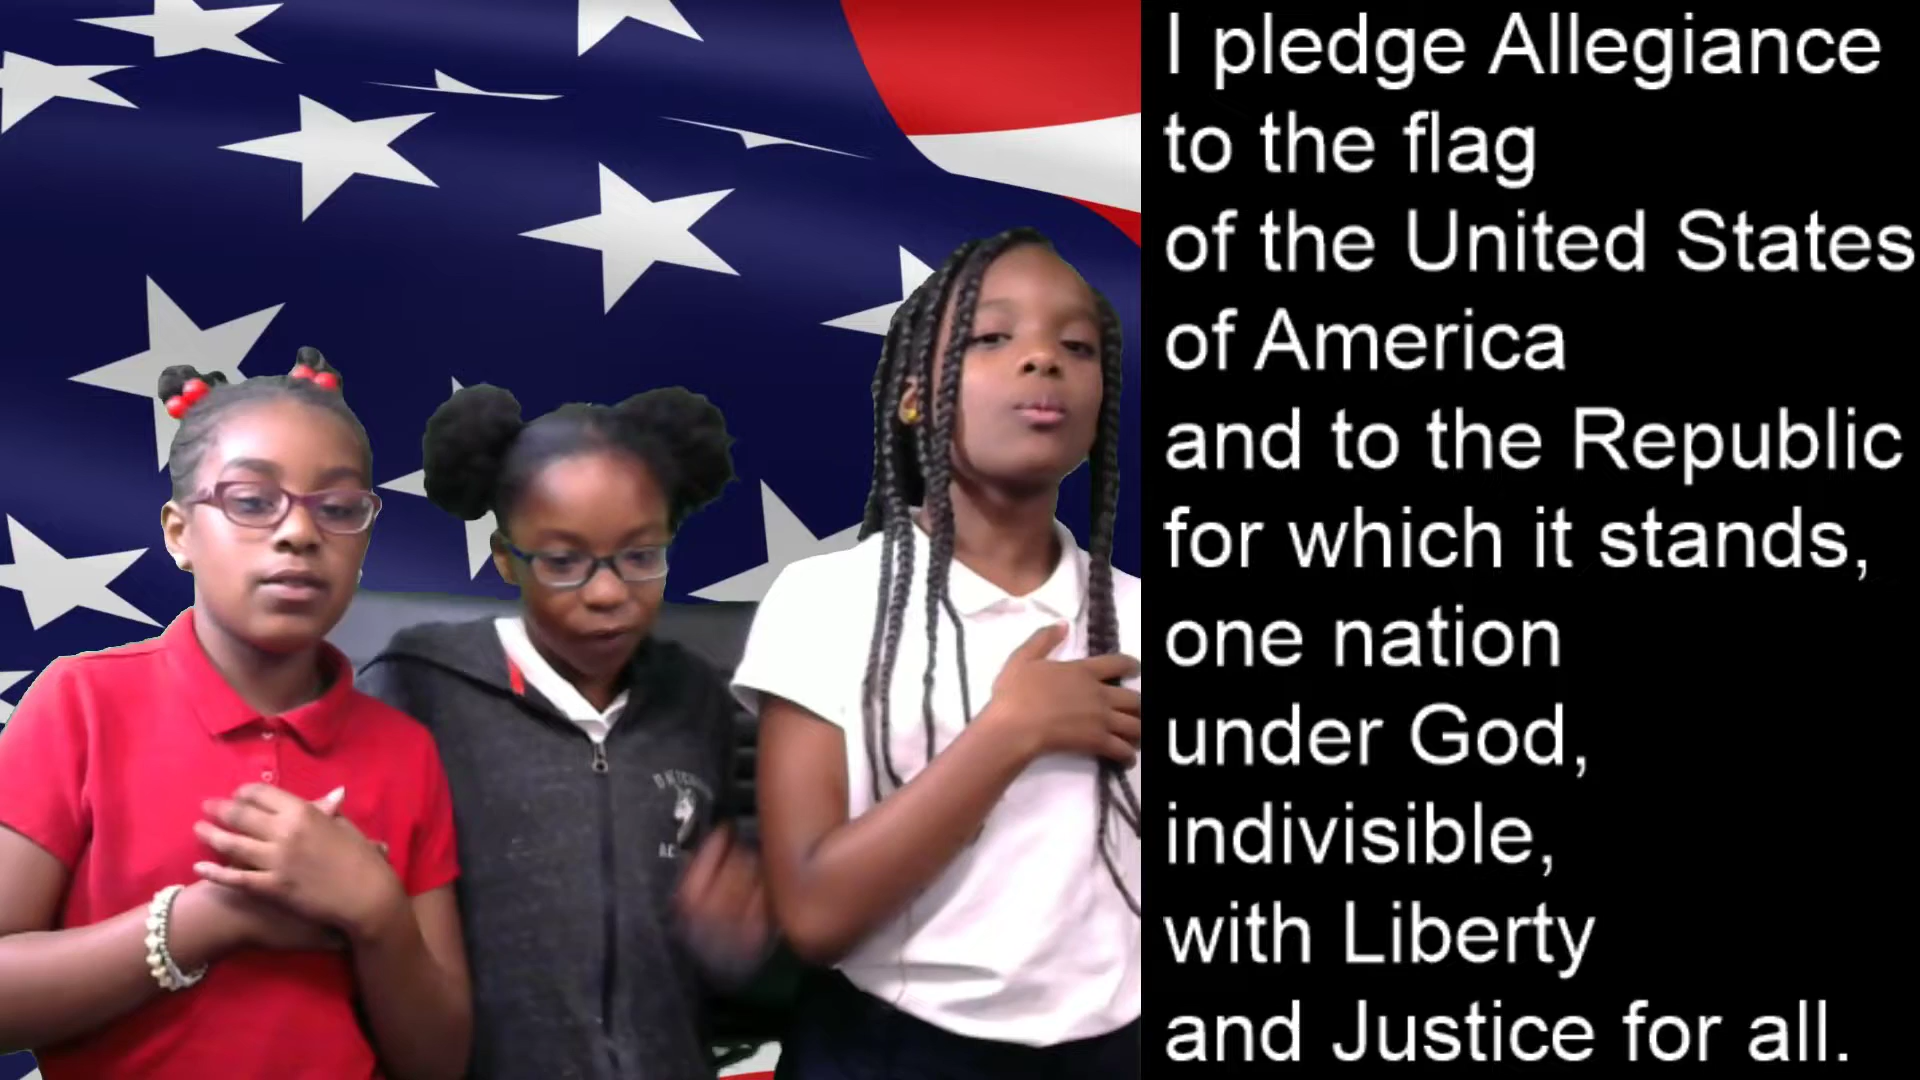 I pledge Allegiance
to the flag
of the United States
of America
and to the Republic
for which it stands,
one nation
under God,
indivisible,
with Liberty
and Justice for all.